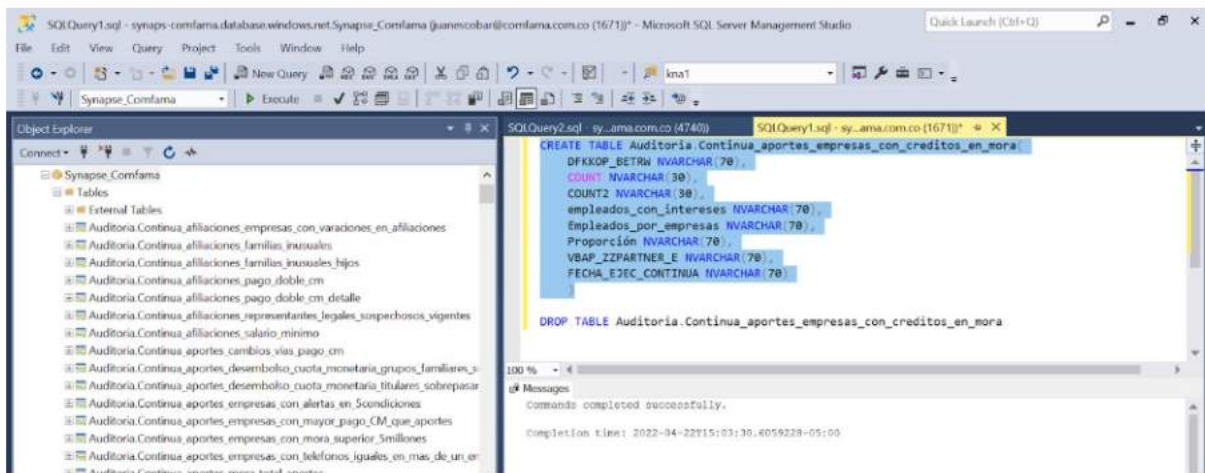 SQLQuery1.sql - synaps-comfama.database.windows.net.Synapse_Comfama (juanescobar@comfama.com.co (1671))* - Microsoft SQL Server Management Studio
Quick Launch (Ctrl+Q)
File Edit View Query Project Tools Window Help
New Query kna1
Synapse_Comfama Execute
Object Explorer
SQLQuery2.sql - sy...ama.com.co (4740)) SQLQuery1.sql - sy...ama.com.co (1671))*
Connect
Synapse_Comfama
Tables
External Tables
Auditoria.Continua_afiliaciones_empresas_con_varaciones_en_afiliaciones
Auditoria.Continua_afiliaciones_familias_inusuales
Auditoria.Continua_afiliaciones_familias_inusuales_hijos
Auditoria.Continua_afiliaciones_pago_doble_cm
Auditoria.Continua_afiliaciones_pago_doble_cm_detalle
Auditoria.Continua_afiliaciones_representantes_legales_sospechosos_vigentes
Auditoria.Continua_afiliaciones_salario_minimo
Auditoria.Continua_aportes_cambios_vias_pago_cm
Auditoria.Continua_aportes_desembolso_cuota_monetaria_grupos_familiares_s
Auditoria.Continua_aportes_desembolso_cuota_monetaria_titulares_sobrepasar
Auditoria.Continua_aportes_empresas_con_alertas_en_5condiciones
Auditoria.Continua_aportes_empresas_con_mayor_pago_CM_que_aportes
Auditoria.Continua_aportes_empresas_con_mora_superior_5millones
Auditoria.Continua_aportes_empresas_con_telefonos_iguales_en_mas_de_un_er
Auditoria.Continua_aportes_mora_total_aportes
CREATE TABLE Auditoria.Continua_aportes_empresas_con_creditos_en_mora(
DFKKOP_BETRW NVARCHAR(70),
COUNT NVARCHAR(30),
COUNT2 NVARCHAR(30),
empleados_con_intereses NVARCHAR(70),
Empleados_por_empresas NVARCHAR(70),
Proporción NVARCHAR(70),
VBAP_ZZPARTNER_E NVARCHAR(70),
FECHA_EJEC_CONTINUA NVARCHAR(70)
)
DROP TABLE Auditoria.Continua_aportes_empresas_con_creditos_en_mora
100 %
Messages
Commands completed successfully.
Completion time: 2022-04-22T15:03:30.6059228-05:00